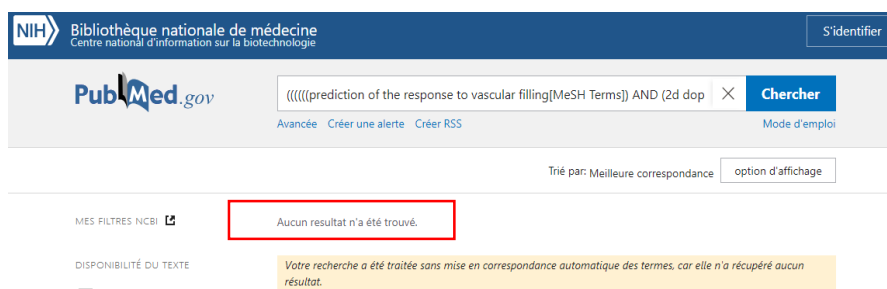 NIH Bibliothèque nationale de médecine
Centre national d'information sur la biotechnologie
S'identifier
PubMed.gov
((((((prediction of the response to vascular filling[MeSH Terms]) AND (2d dop
Chercher
Avancée Créer une alerte Créer RSS
Mode d'emploi
Trié par: Meilleure correspondance
option d'affichage
MES FILTRES NCBI
Aucun resultat n'a été trouvé.
DISPONIBILITÉ DU TEXTE
Votre recherche a été traitée sans mise en correspondance automatique des termes, car elle n'a récupéré aucun
résultat.